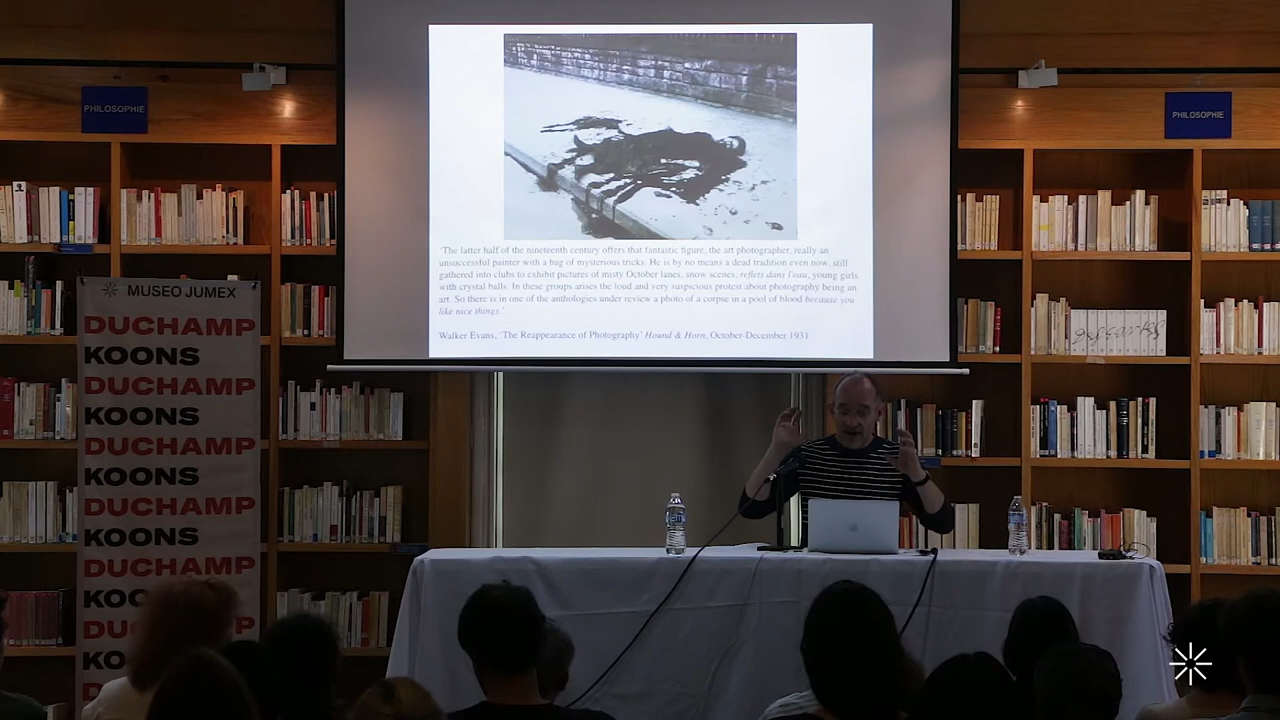 PHILOSOPHIE
PHILOSOPHIE
'The latter half of the nineteenth century offers that fantastic figure, the art photographer, really an
unsuccessful painter with a bag of mysterious tricks. He is by no means a dead tradition even now, still
gathered into clubs to exhibit pictures of misty October lanes, snow scenes, reflets dans l'eau, young girls
with crystal balls. In these groups arises the loud and very suspicious protest about photography being an
art. So there is in one of the anthologies under review a photo of a corpse in a pool of blood because you
like nice things.'
Walker Evans, 'The Reappearance of Photography' Hound & Horn, October-December 1931
MUSEO JUMEX
DUCHAMP
KOONS
DUCHAMP
KOONS
DUCHAMP
KOONS
DUCHAMP
KOONS
DUCHAMP
KOO
DU P
KO
D